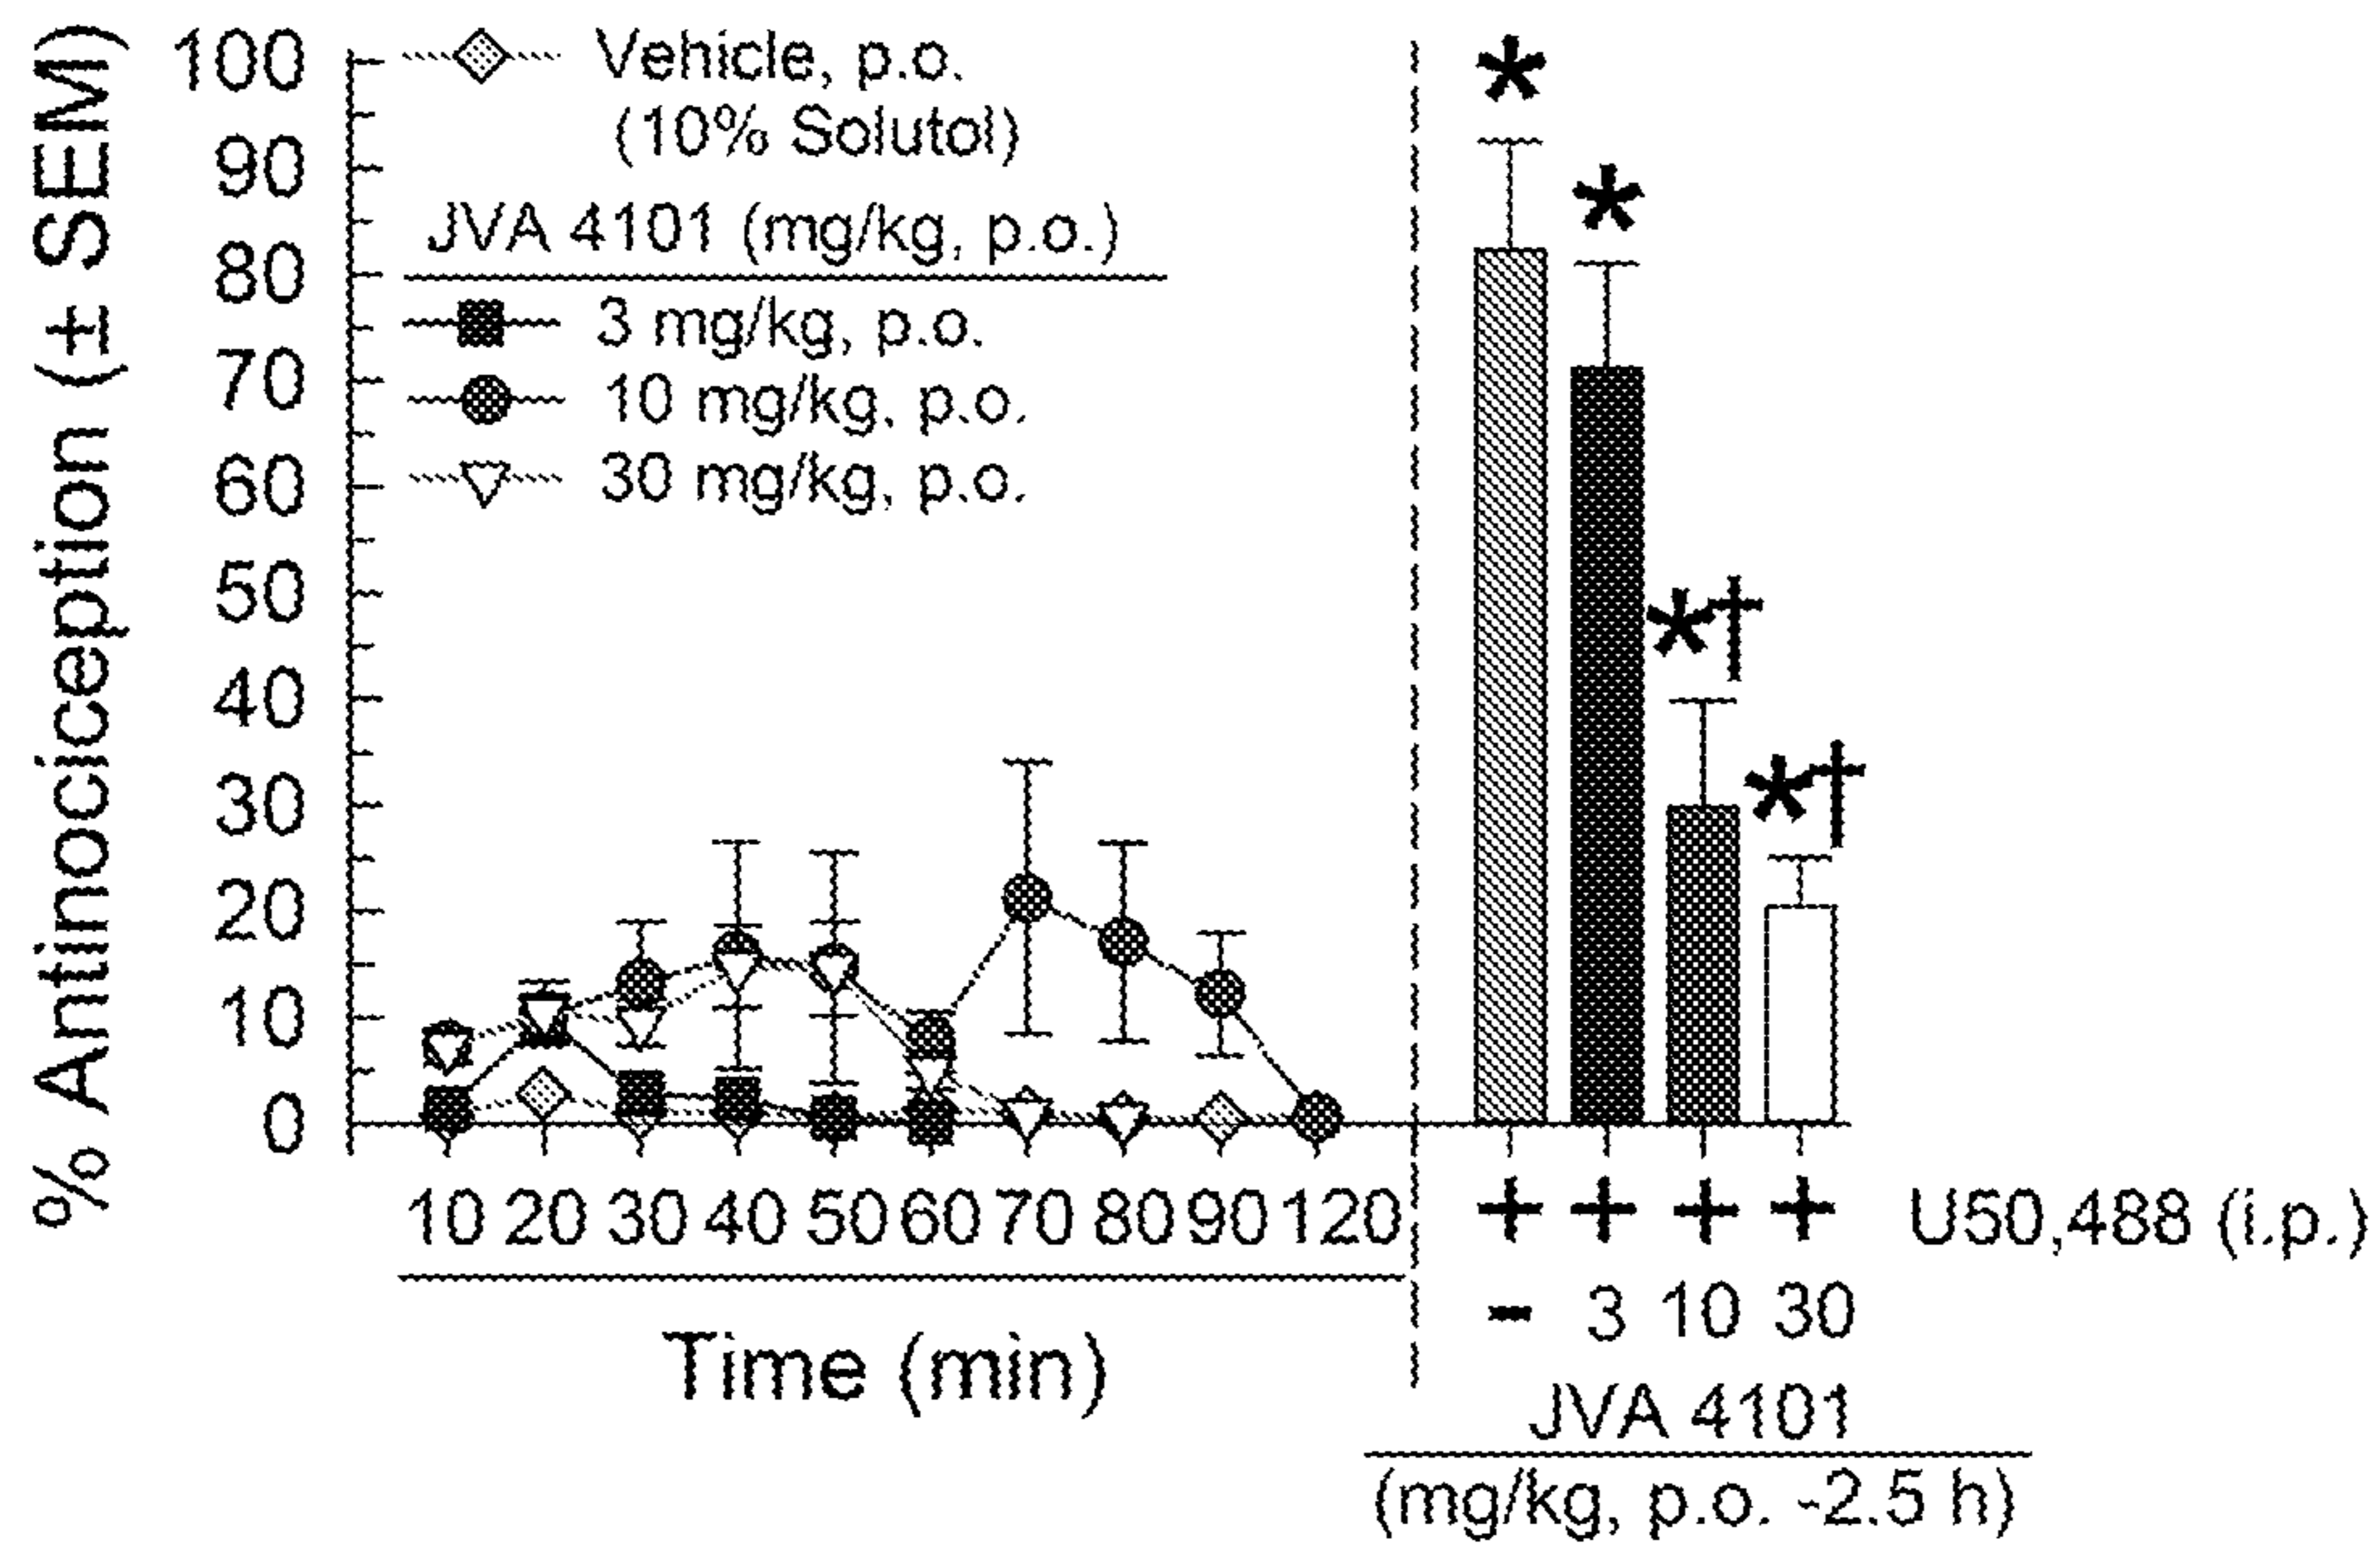 % Antinociception (± SEM)
100
90
80
70
60
50
40
30
20
10
0
Vehicle, p.o.
(10% Solutol)
JVA 4101 (mg/kg, p.o.)
3 mg/kg, p.o.
10 mg/kg, p.o.
30 mg/kg, p.o.
*
*
*†
*†
10 20 30 40 50 60 70 80 90 120
Time (min)
+ + + + U50,488 (i.p.)
- 3 10 30
JVA 4101
(mg/kg, p.o. -2.5 h)